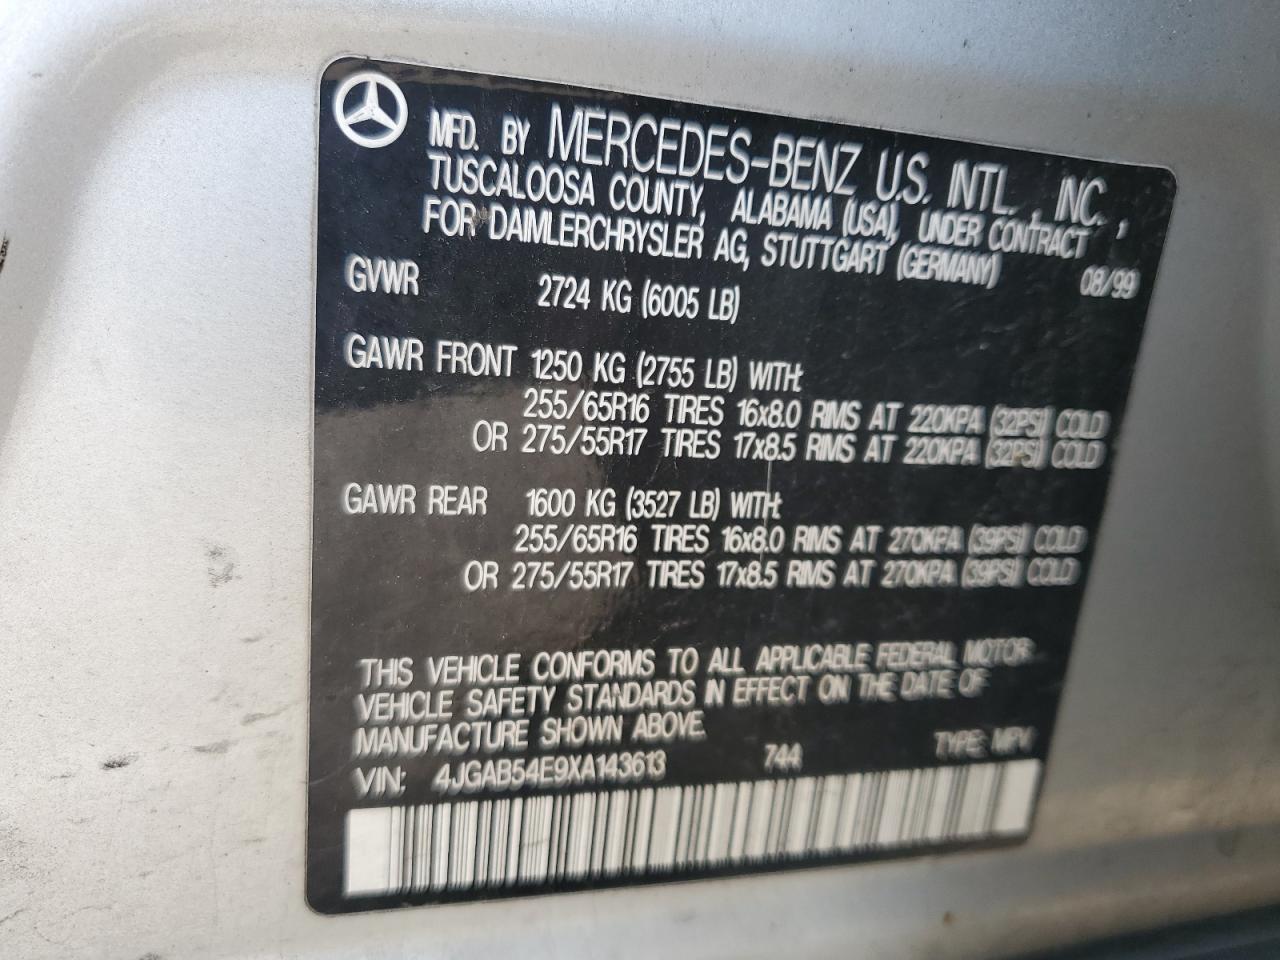 MFD. BY MERCEDES-BENZ U.S. INTL., INC.,
TUSCALOOSA COUNTY, ALABAMA (USA), UNDER CONTRACT
FOR DAIMLERCHRYSLER AG, STUTTGART (GERMANY) 08/99
GVWR 2724 KG (6005 LB)
GAWR FRONT 1250 KG (2755 LB) WITH:
255/65R16 TIRES 16x8.0 RIMS AT 220KPA (32PSI) COLD
OR 275/55R17 TIRES 17x8.5 RIMS AT 220KPA (32PSI) COLD
GAWR REAR 1600 KG (3527 LB) WITH:
255/65R16 TIRES 16x8.0 RIMS AT 270KPA (39PSI) COLD
OR 275/55R17 TIRES 17x8.5 RIMS AT 270KPA (39PSI) COLD
THIS VEHICLE CONFORMS TO ALL APPLICABLE FEDERAL MOTOR
VEHICLE SAFETY STANDARDS IN EFFECT ON THE DATE OF
MANUFACTURE SHOWN ABOVE.
VIN: 4JGAB54E9XA143613 744 TYPE: MPV